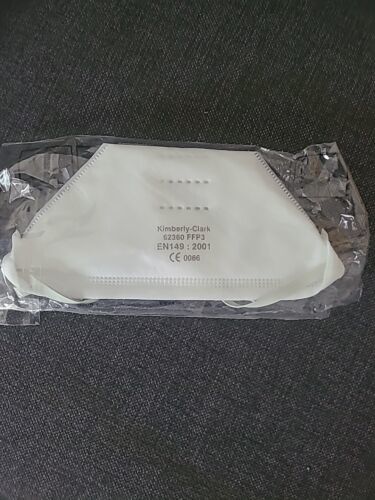 Kimberly-Clark
62360 FFP3
EN149 : 2001
CE 0086